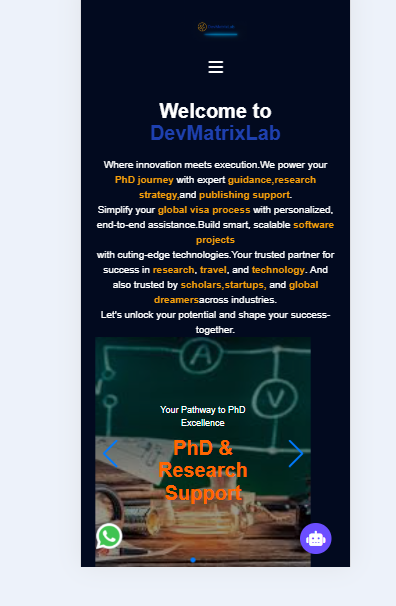 Welcome to
DevMatrixLab
Where innovation meets execution.We power your
PhD journey with expert guidance,research
strategy,and publishing support.
Simplify your global visa process with personalized,
end-to-end assistance.Build smart, scalable software
projects
with cuting-edge technologies.Your trusted partner for
success in research, travel, and technology. And
also trusted by scholars,startups, and global
dreamersacross industries.
Let's unlock your potential and shape your success-
together.
A
V
Your Pathway to PhD
Excellence
PhD &
Research
Support